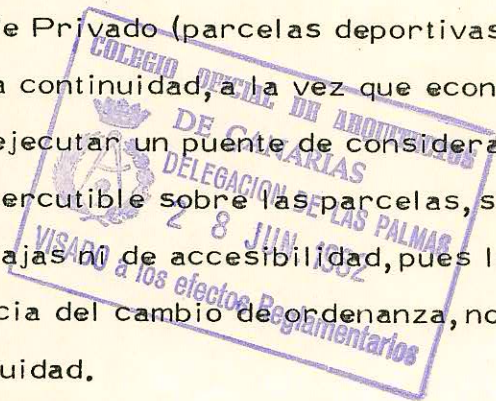 e Privado (parcelas deportivas
a continuidad, a la vez que econ
ejecutar un puente de considera
ercutible sobre las parcelas, s
ajas ni de accesibilidad, pues l
cia del cambio de ordenanza, no
uidad.
COLEGIO OFICIAL DE ARQUITECTOS
DE CANARIAS
DELEGACION DE LAS PALMAS
28 JUN. 1982
VISADO a los efectos Reglamentarios